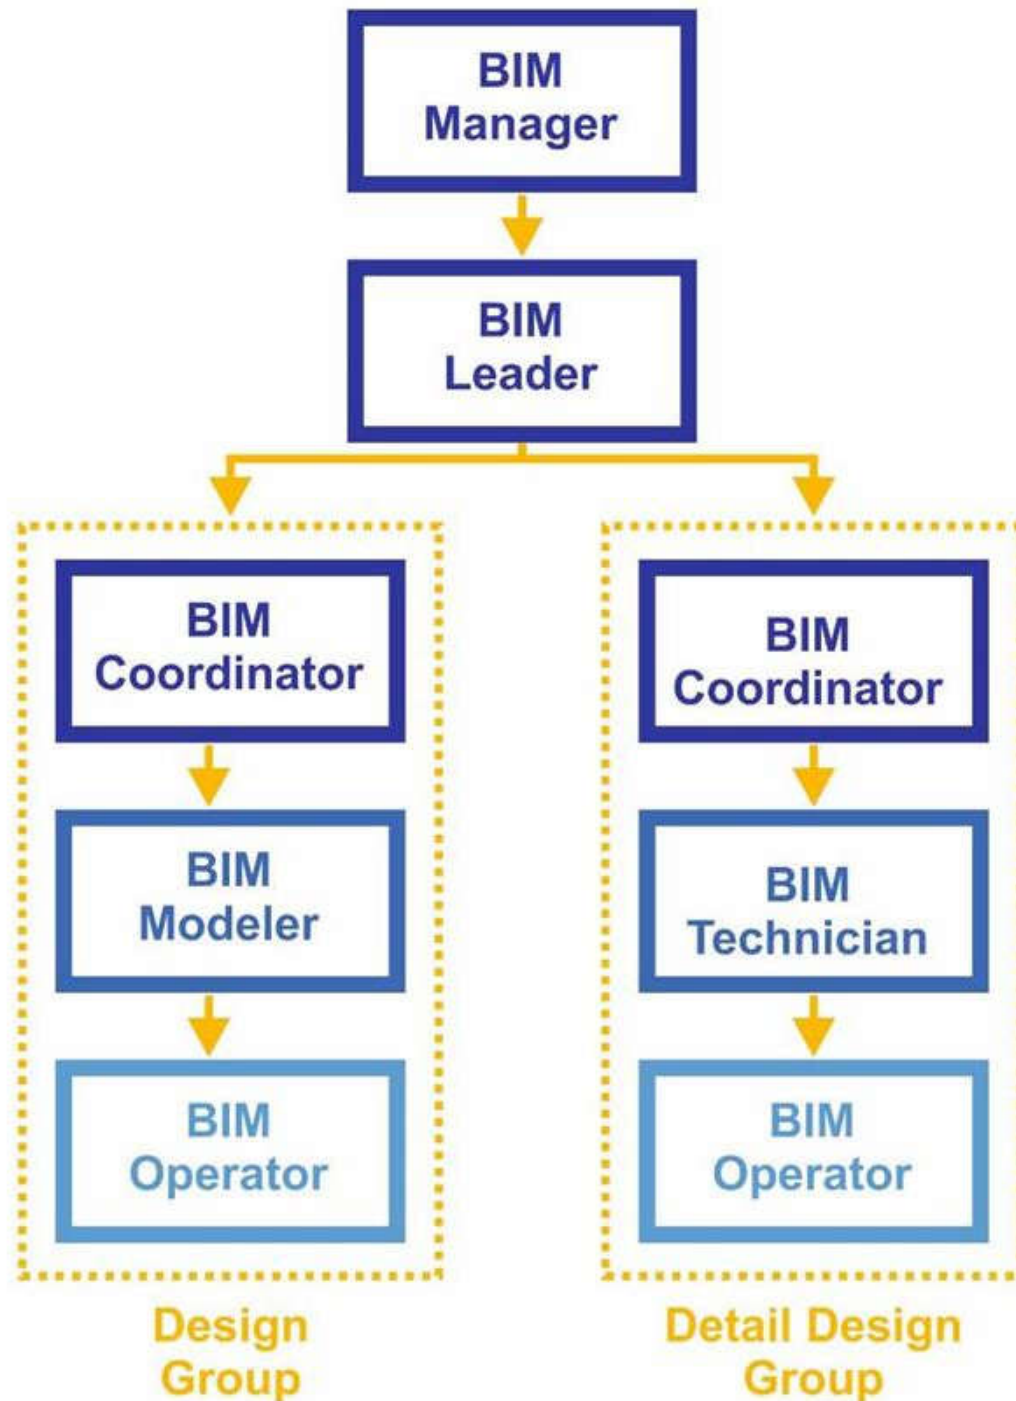 BIM
Manager
BIM
Leader
BIM
Coordinator
BIM
Modeler
BIM
Operator
Design
Group
BIM
Coordinator
BIM
Technician
BIM
Operator
Detail Design
Group